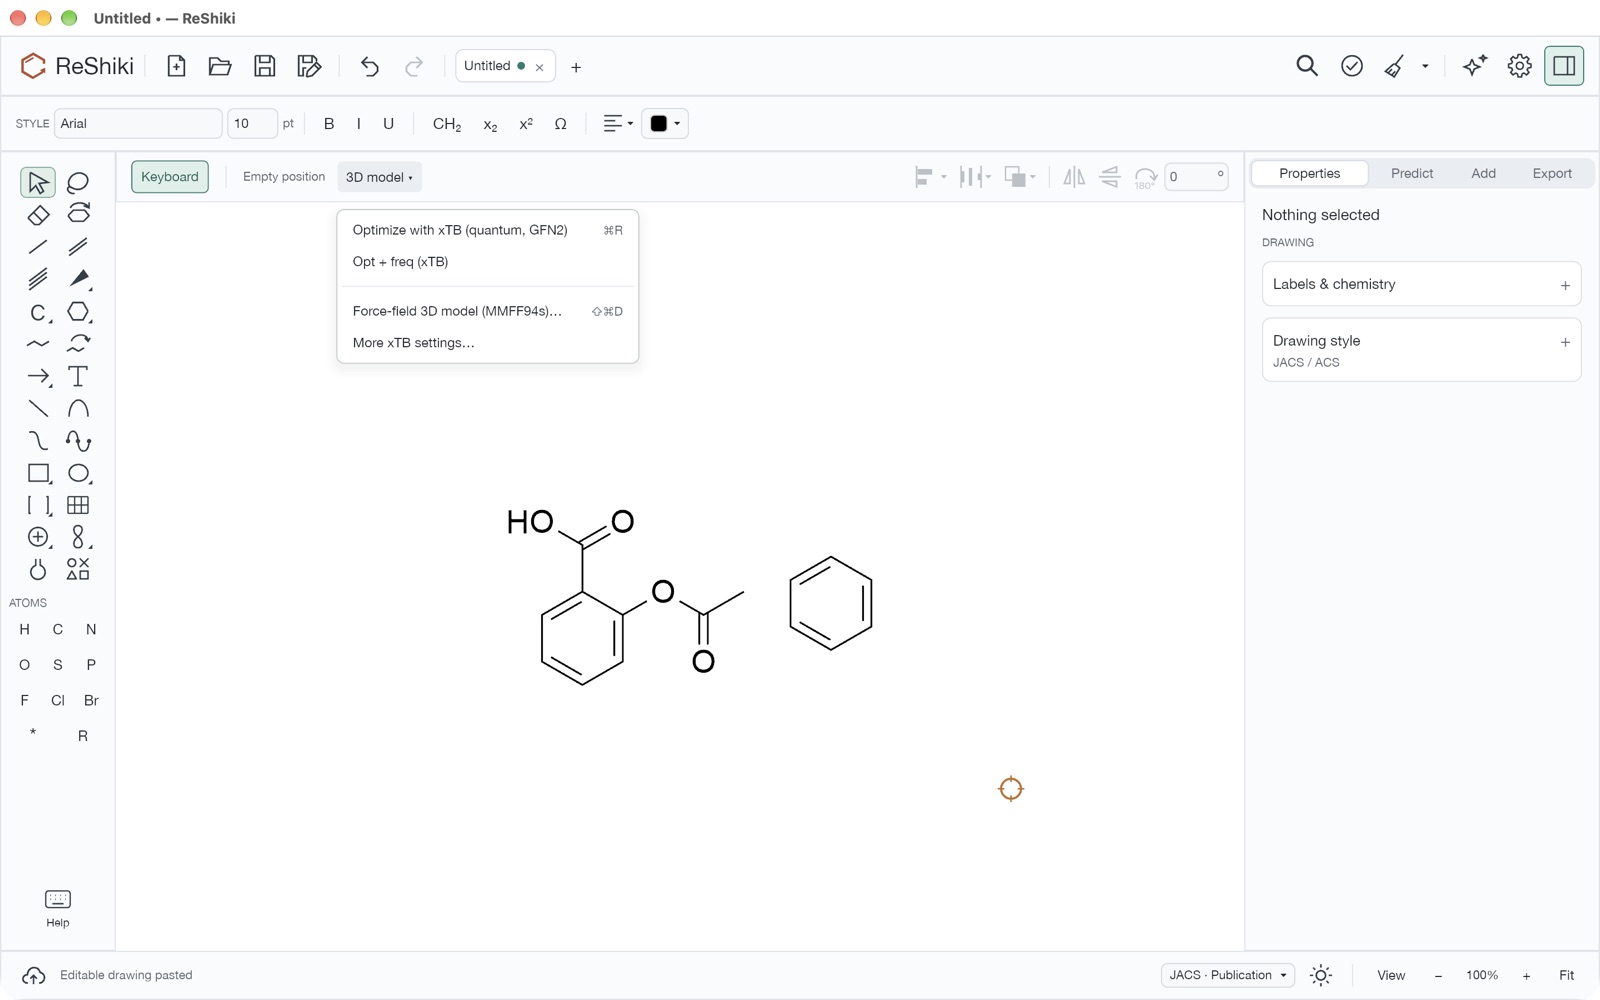 Untitled • — ReShiki
ReShiki
Untitled
STYLE Arial 10 pt B I U CH₂ x₂ x² Ω
Keyboard Empty position 3D model
180° 0 °
Properties Predict Add Export
Optimize with xTB (quantum, GFN2) ⌘R
Opt + freq (xTB)
Force-field 3D model (MMFF94s)... ⇧⌘D
More xTB settings...
Nothing selected
DRAWING
Labels & chemistry +
Drawing style +
JACS / ACS
C
T
HO O
O
O
ATOMS
H C N
O S P
F Cl Br
* R
Help
Editable drawing pasted
JACS · Publication View − 100% + Fit